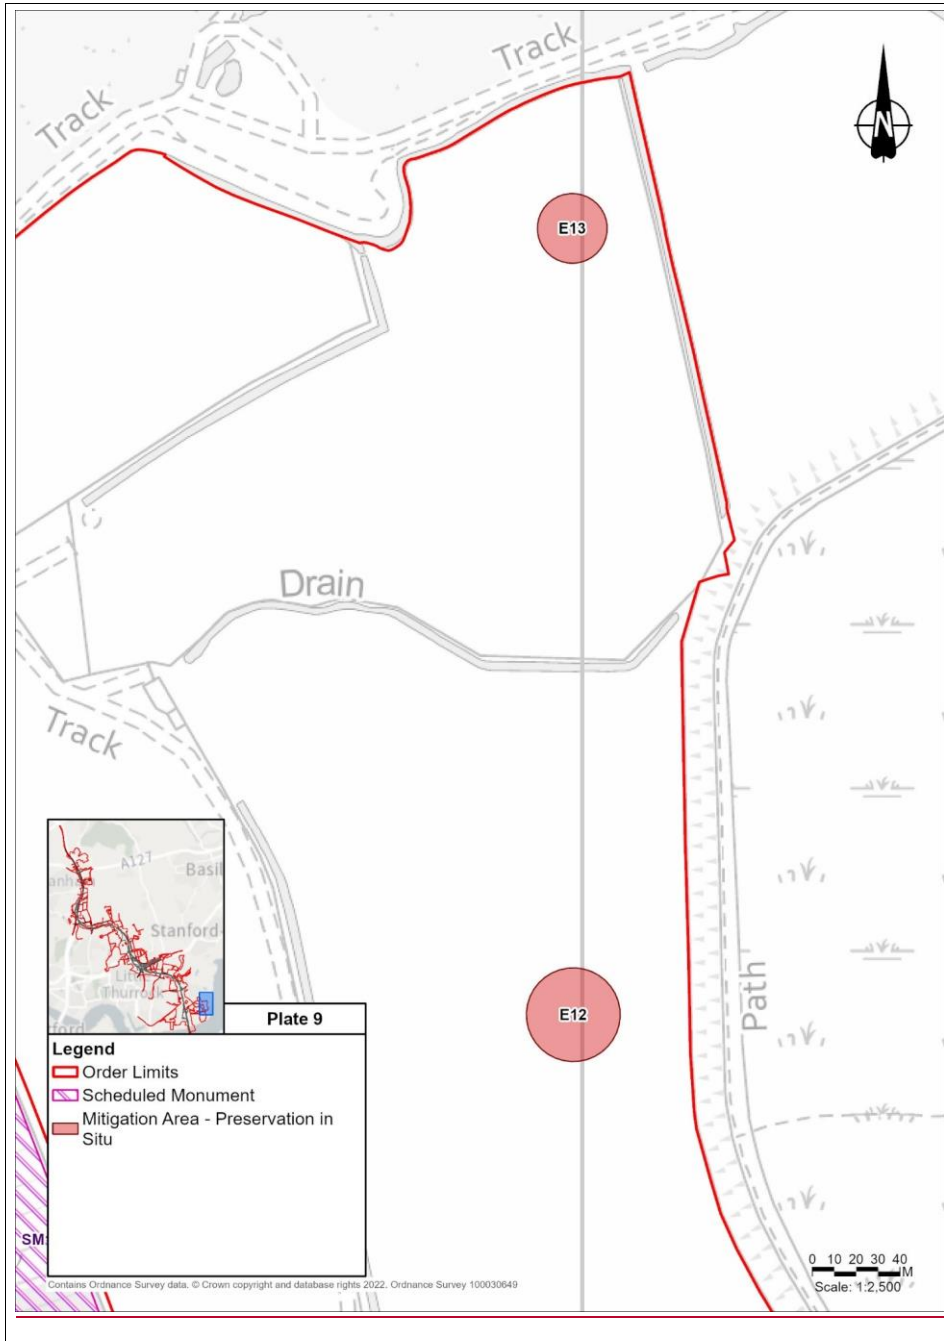 Track
Track
N
E13
Drain
Track
A127
Basil
Stanford-
Thurrock
Path
E12
Plate 9
Legend
Order Limits
Scheduled Monument
Mitigation Area - Preservation in
Situ
SM
0 10 20 30 40
M
Scale: 1:2,500
Contains Ordnance Survey data. © Crown copyright and database rights 2022. Ordnance Survey 100030649